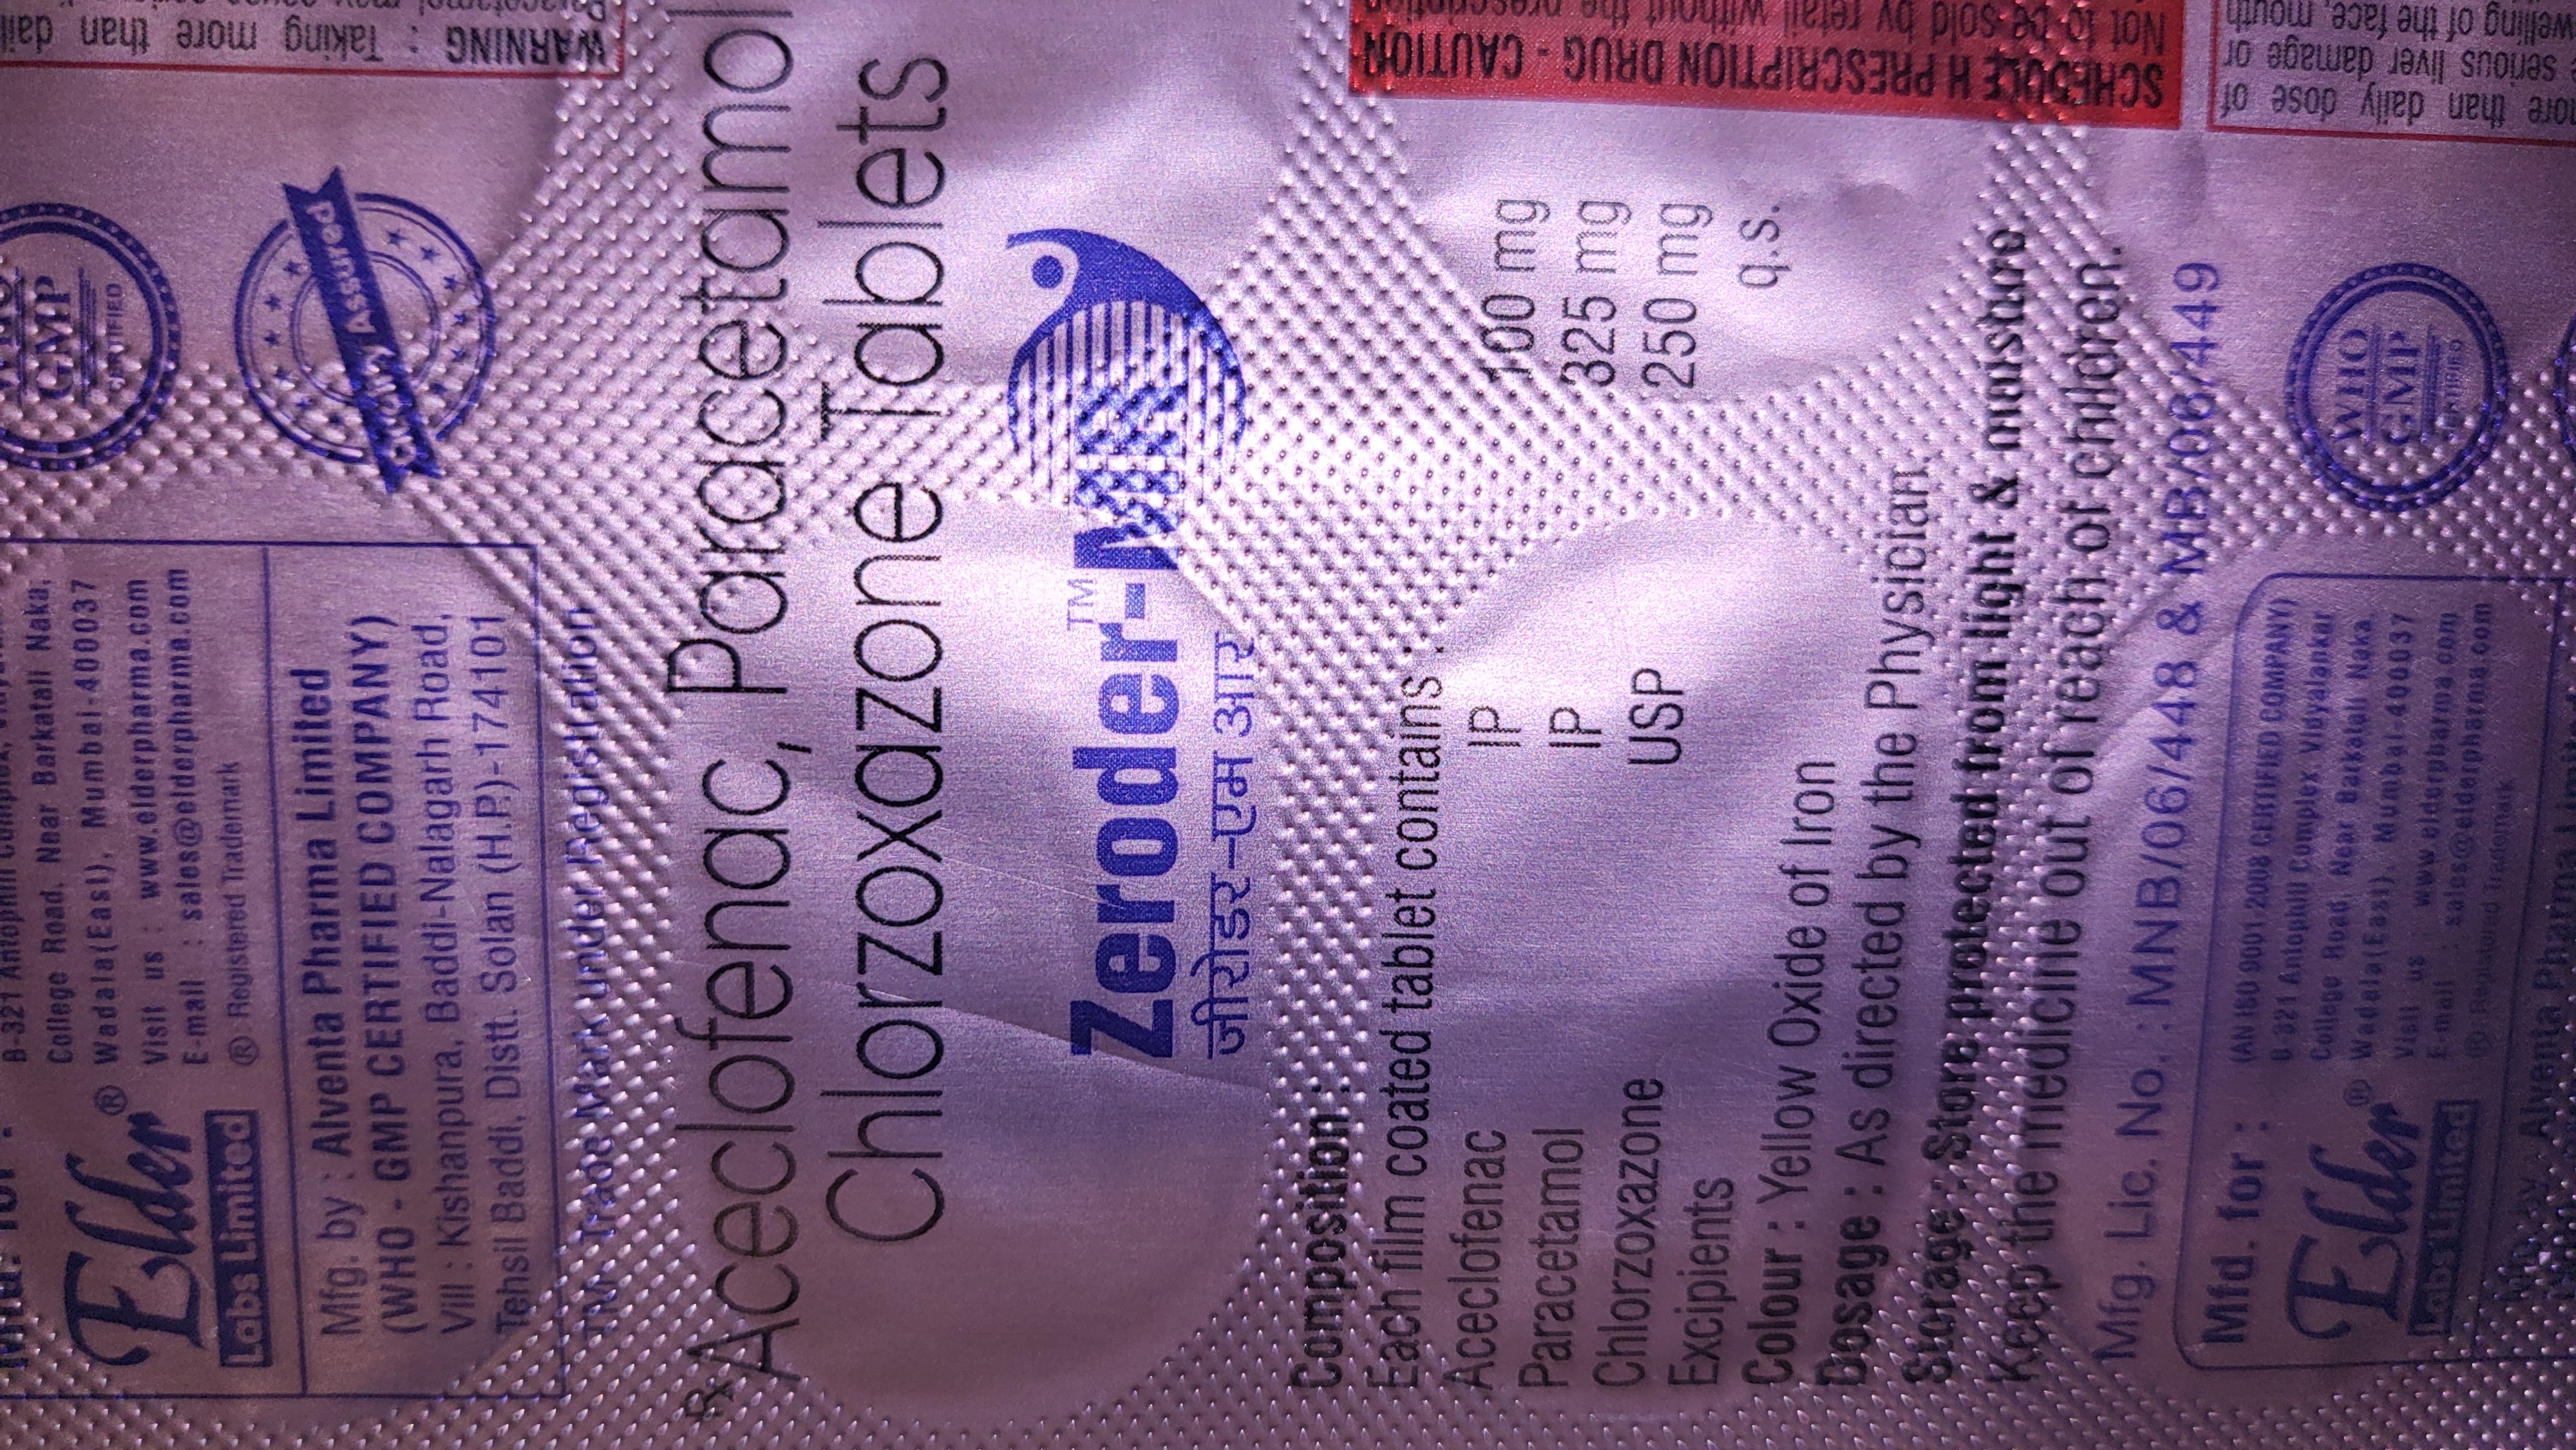 Mfd. for :
B-321 Antophill Complex,
College Road, Near Barkatali Naka,
Wadala(East), Mumbai-400037
Visit us : www.elderpharma.com
E-mail : sales@elderpharma.com
® Registered Trademark
Elder®
Labs Limited
Mfg. by : Alventa Pharma Limited
(WHO - GMP CERTIFIED COMPANY)
Vill : Kishanpura, Baddi-Nalagarh Road,
Tehsil Baddi, Distt. Solan (H.P.)-174101
TM- Trade Mark under Registration
WHO
GMP
CERTIFIED
Quality Assured
WARNING : Taking more than
Rx Aceclofenac, Paracetamol
Chlorzoxazone Tablets
Zeroder-MR™
जीरोडर-एम आर
Composition :
Each film coated tablet contains :
Aceclofenac IP 100 mg
Paracetamol IP 325 mg
Chlorzoxazone USP 250 mg
Excipients q.s.
Colour : Yellow Oxide of Iron
Dosage : As directed by the Physician.
Storage : Store protected from light & moisture
Keep the medicine out of reach of children.
Mfg. Lic. No. : MNB/06/448 & MB/06/449
SCHEDULE H PRESCRIPTION DRUG - CAUTION
Not to be sold by retail without the
Mfd. for :
(AN ISO 9001-2008 CERTIFIED COMPANY)
B-321 Antophill Complex, Vidyalankar
College Road, Near Barkatali Naka,
Wadala(East), Mumbai-400037
Visit us : www.elderpharma.com
E-mail : sales@elderpharma.com
® Registered Trademark
Elder®
Labs Limited
Mfg. by : Alventa Pharma Limited
WHO
GMP
CERTIFIED
than daily dose of
serious liver damage or
of the face, mouth